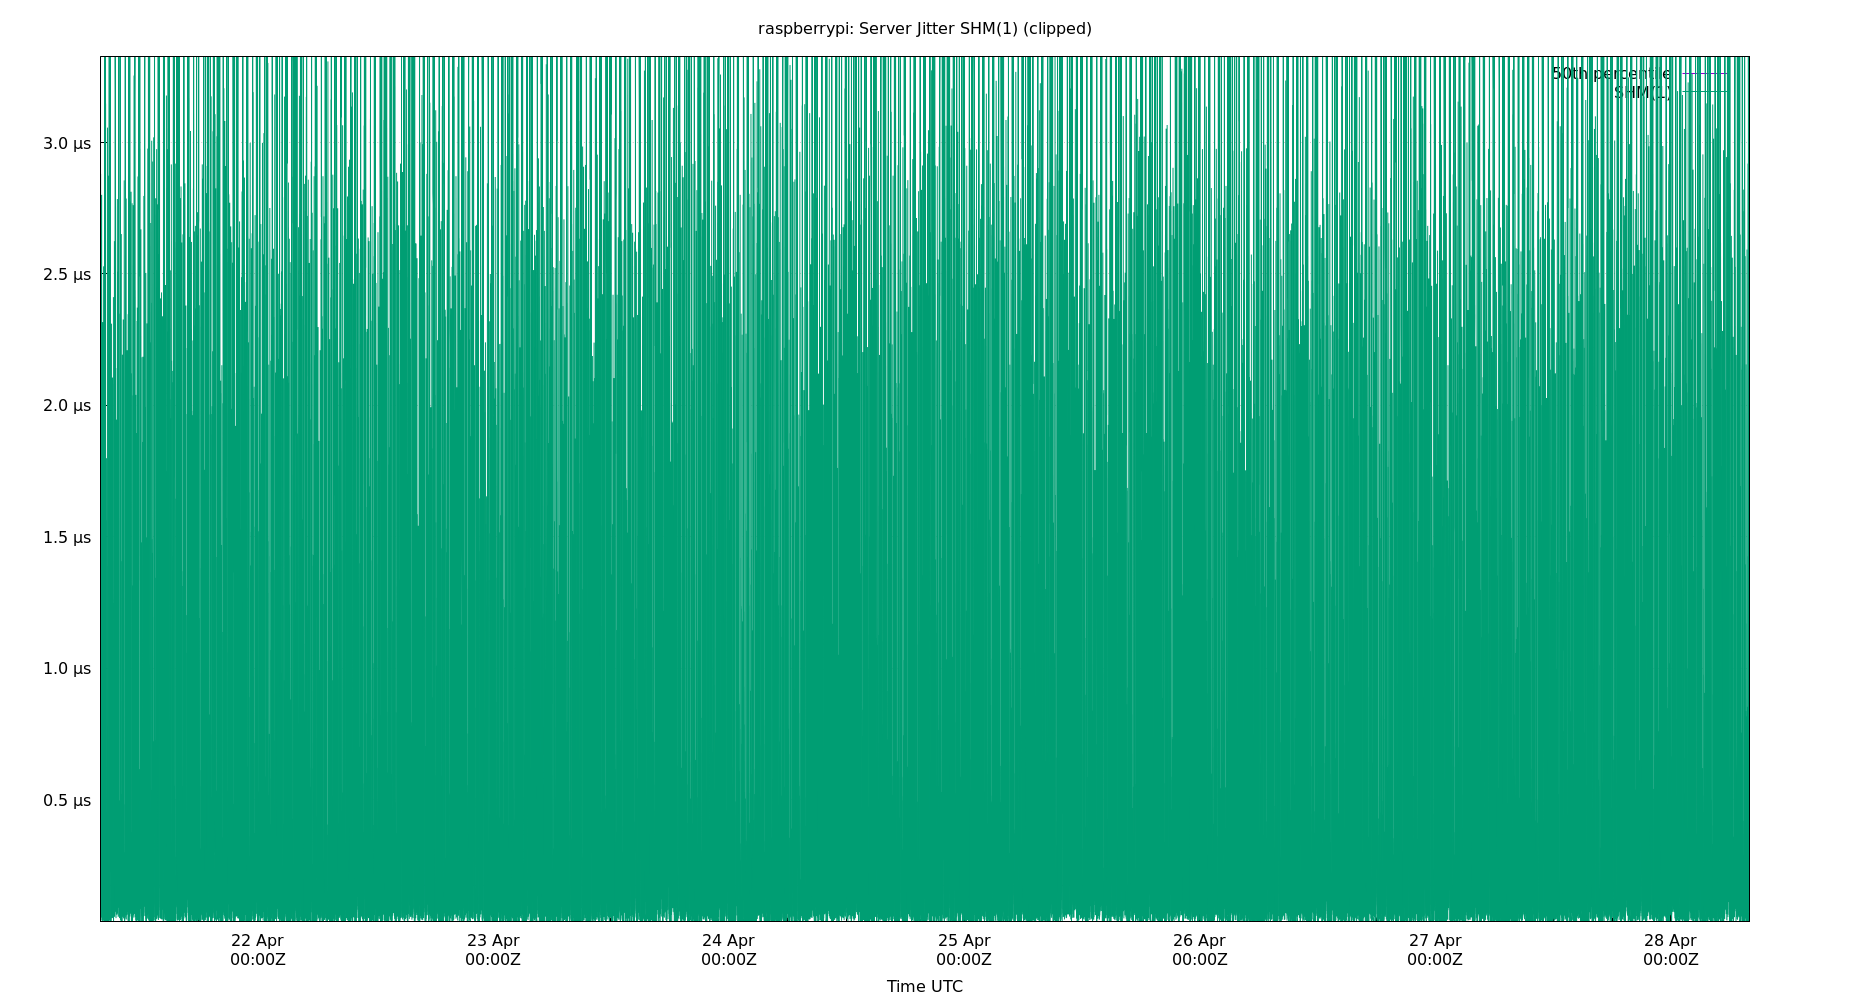 raspberrypi: Server Jitter SHM(1) (clipped)
50th percentile
SHM(1)
3.0 µs
2.5 µs
2.0 µs
1.5 µs
1.0 µs
0.5 µs
22 Apr 23 Apr 24 Apr 25 Apr 26 Apr 27 Apr 28 Apr
00:00Z 00:00Z 00:00Z 00:00Z 00:00Z 00:00Z 00:00Z
Time UTC